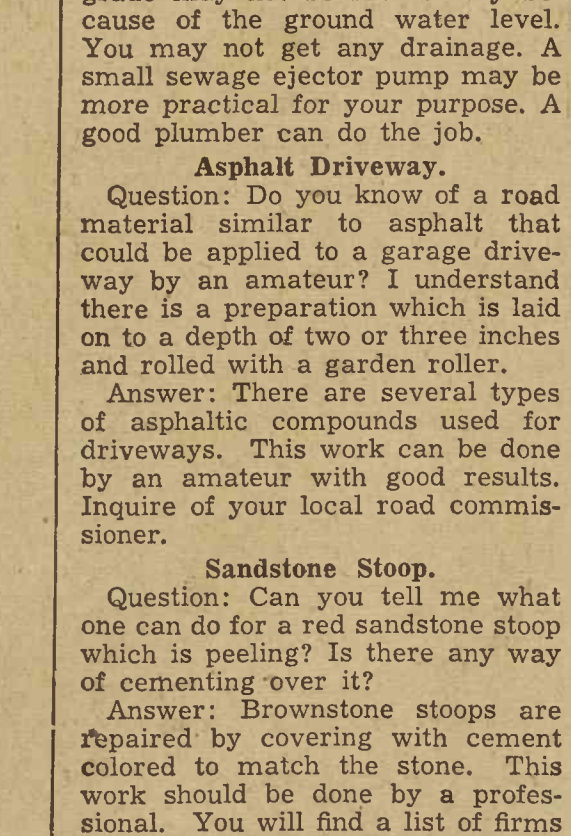 cause of the ground water level.
You may not get any drainage. A
small sewage ejector pump may be
more practical for your purpose. A
good plumber can do the job.
Asphalt Driveway.
Question: Do you know of a road
material similar to asphalt that
could be applied to a garage drive-
way by an amateur? I understand
there is a preparation which is laid
on to a depth of two or three inches
and rolled with a garden roller.
Answer: There are several types
of asphaltic compounds used for
driveways. This work can be done
by an amateur with good results.
Inquire of your local road commis-
sioner.
Sandstone Stoop.
Question: Can you tell me what
one can do for a red sandstone stoop
which is peeling? Is there any way
of cementing over it?
Answer: Brownstone stoops are
repaired by covering with cement
colored to match the stone. This
work should be done by a profes-
sional. You will find a list of firms